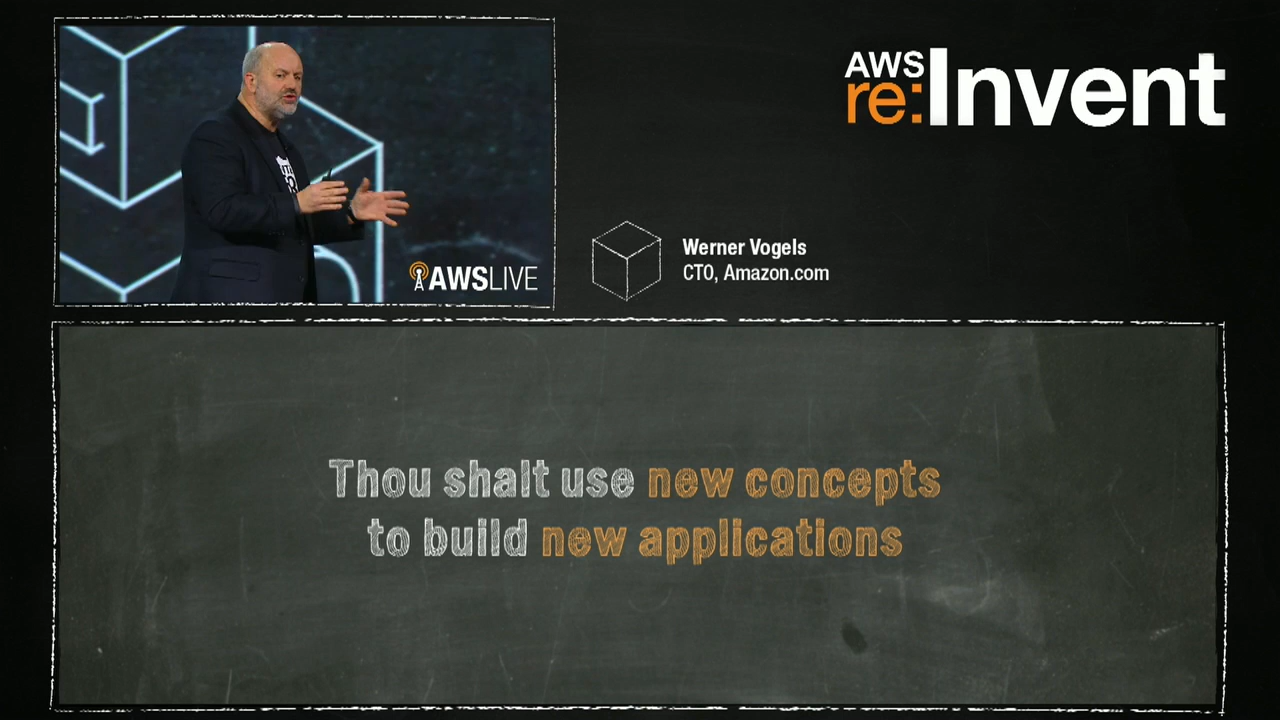 AWSLIVE
AWS
re:Invent
Werner Vogels
CTO, Amazon.com
Thou shalt use new concepts
to build new applications